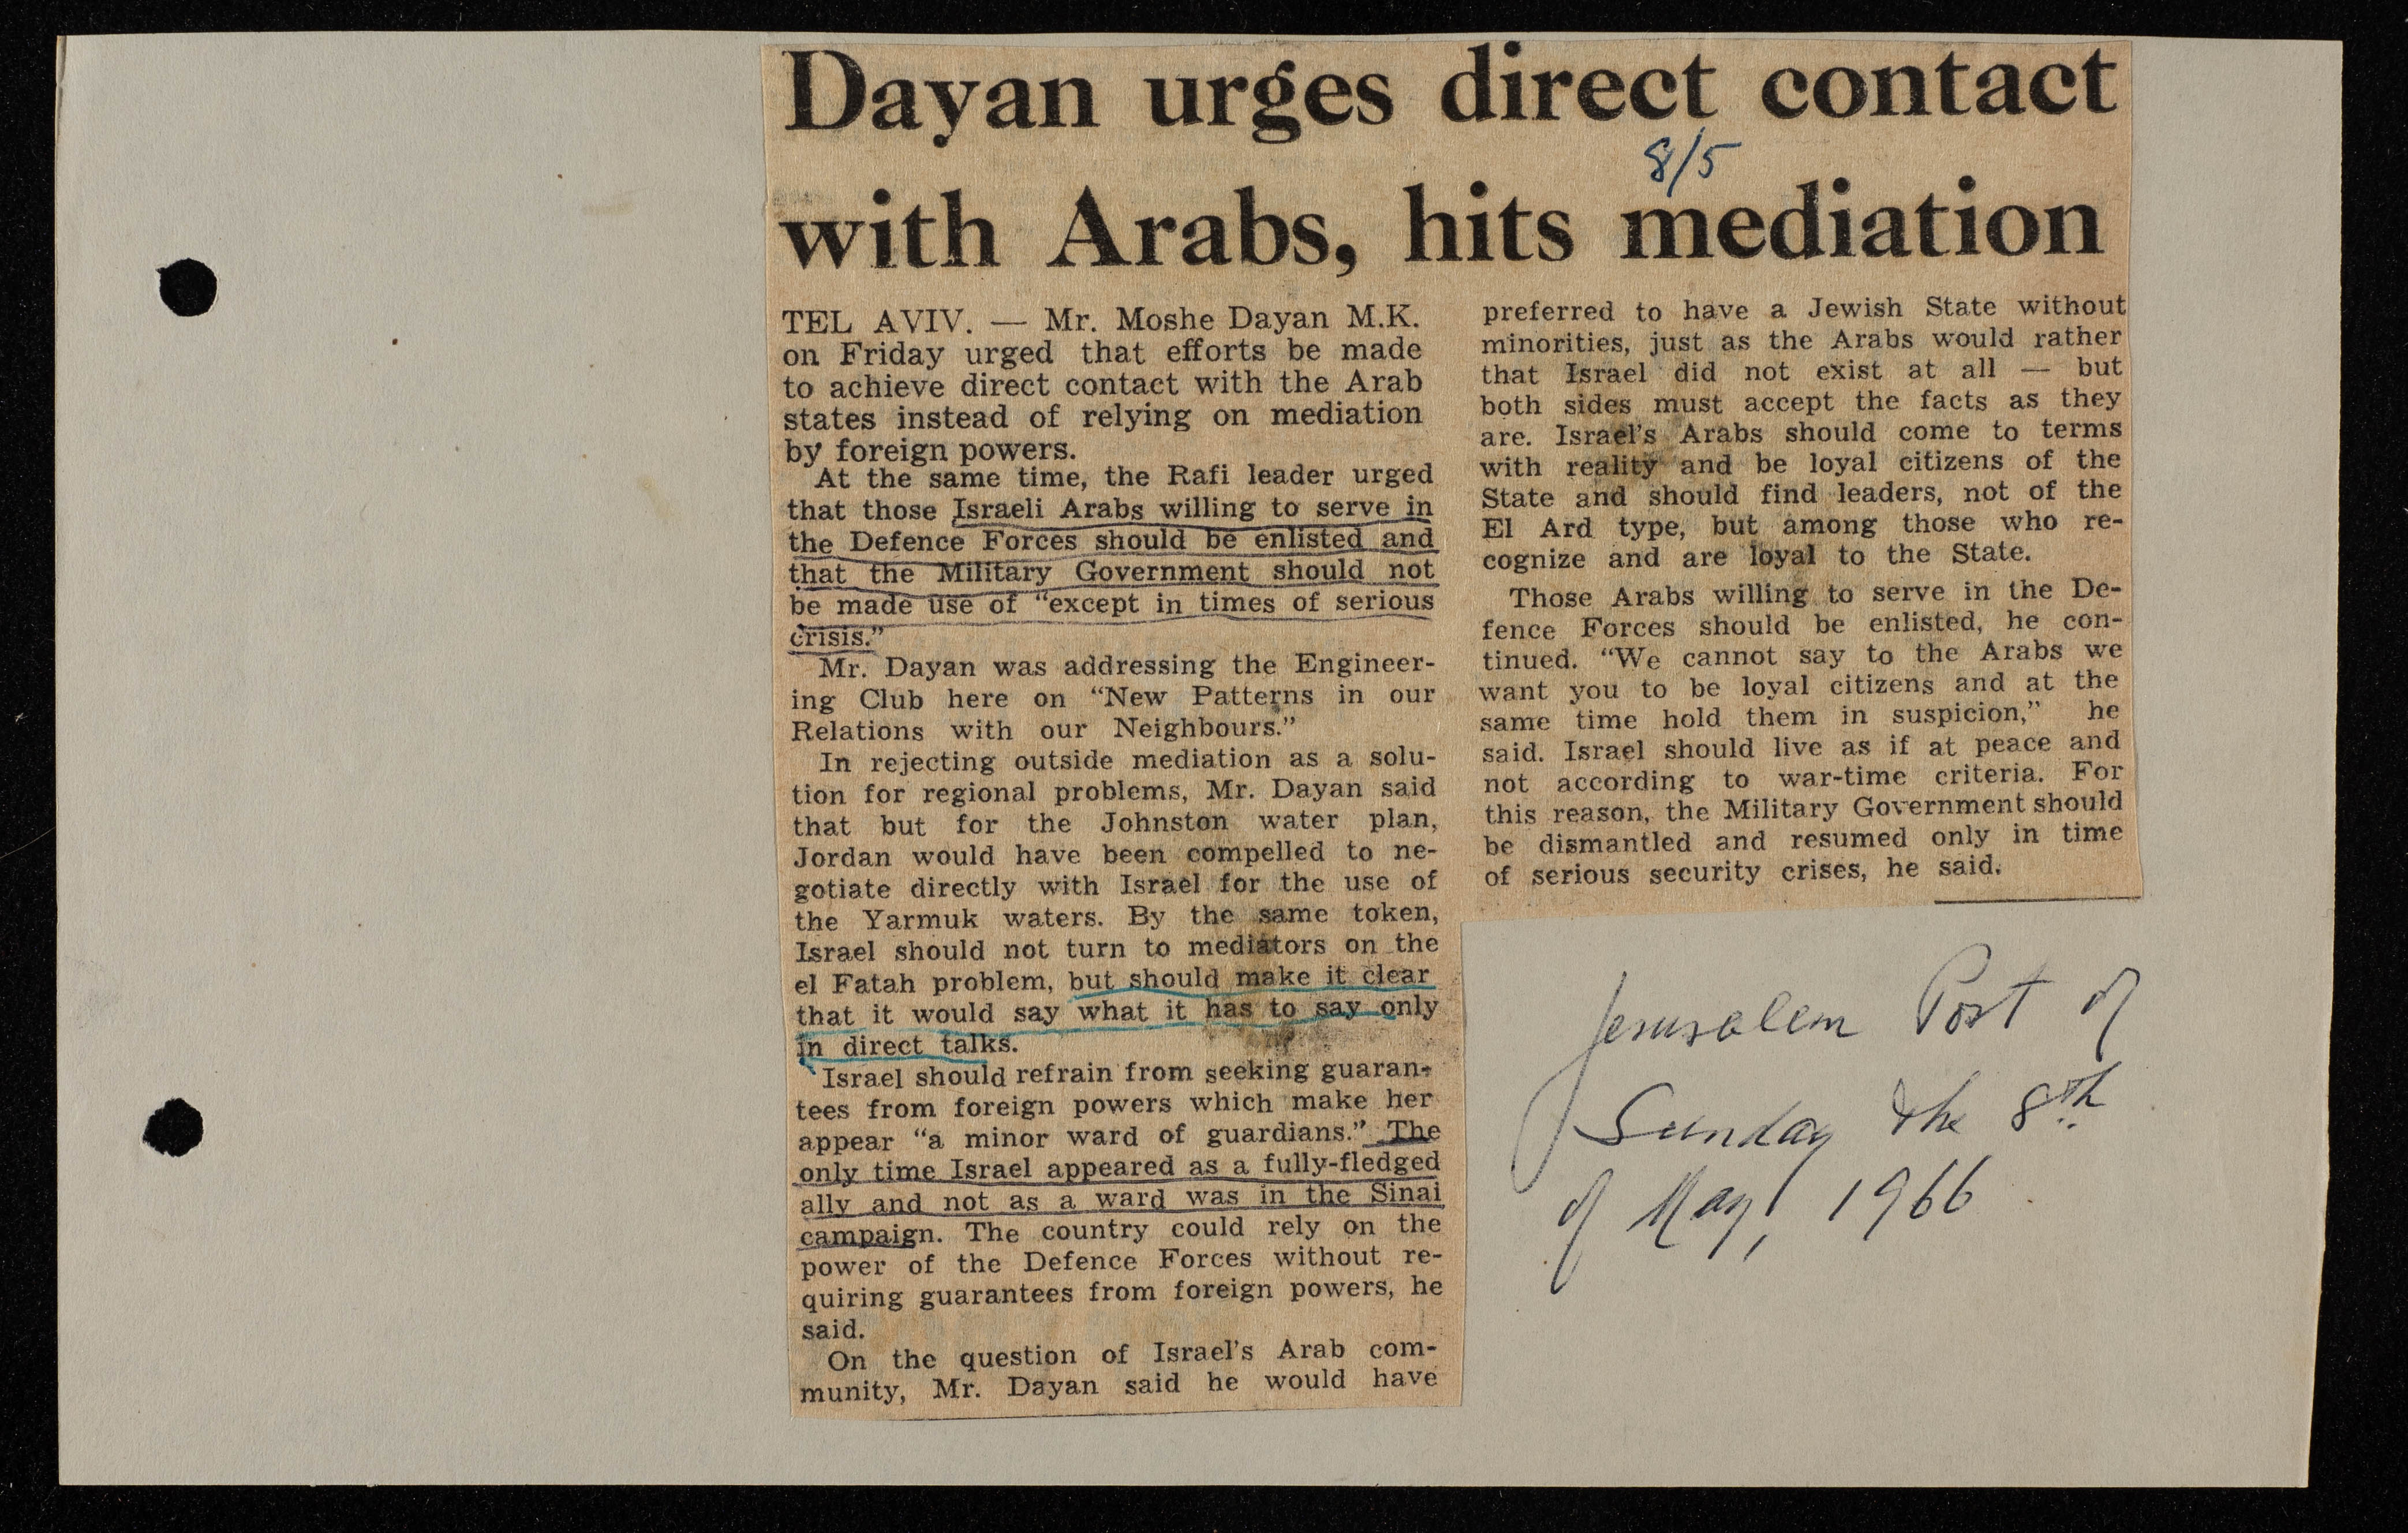 Dayan urges direct contact
8/5
with Arabs, hits mediation
TEL AVIV. — Mr. Moshe Dayan M.K.
on Friday urged that efforts be made
to achieve direct contact with the Arab
states instead of relying on mediation
by foreign powers.
At the same time, the Rafi leader urged
that those Israeli Arabs willing to serve in
the Defence Forces should be enlisted and
that the Military Government should not
be made use of “except in times of serious
crisis.”
Mr. Dayan was addressing the Engineer-
ing Club here on “New Patterns in our
Relations with our Neighbours.”
In rejecting outside mediation as a solu-
tion for regional problems, Mr. Dayan said
that but for the Johnston water plan,
Jordan would have been compelled to ne-
gotiate directly with Israel for the use of
the Yarmuk waters. By the same token,
Israel should not turn to mediators on the
el Fatah problem, but should make it clear
that it would say what it has to say only
in direct talks.
Israel should refrain from seeking guaran-
tees from foreign powers which make her
appear “a minor ward of guardians.” The
only time Israel appeared as a fully-fledged
ally and not as a ward was in the Sinai
campaign. The country could rely on the
power of the Defence Forces without re-
quiring guarantees from foreign powers, he
said.
On the question of Israel's Arab com-
munity, Mr. Dayan said he would have
preferred to have a Jewish State without
minorities, just as the Arabs would rather
that Israel did not exist at all — but
both sides must accept the facts as they
are. Israel's Arabs should come to terms
with reality and be loyal citizens of the
State and should find leaders, not of the
El Ard type, but among those who re-
cognize and are loyal to the State.
Those Arabs willing to serve in the De-
fence Forces should be enlisted, he con-
tinued. “We cannot say to the Arabs we
want you to be loyal citizens and at the
same time hold them in suspicion,” he
said. Israel should live as if at peace and
not according to war-time criteria. For
this reason, the Military Government should
be dismantled and resumed only in time
of serious security crises, he said.
Jerusalem Post of
Sunday the 8th
of May, 1966